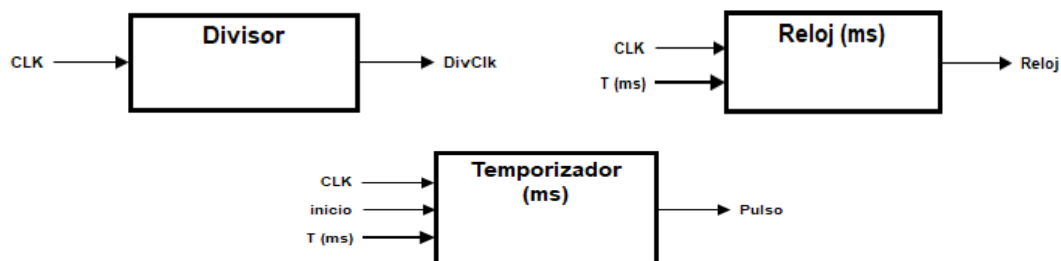 Divisor
CLK
DivClk
Reloj (ms)
CLK
T (ms)
Reloj
Temporizador
(ms)
CLK
inicio
T (ms)
Pulso